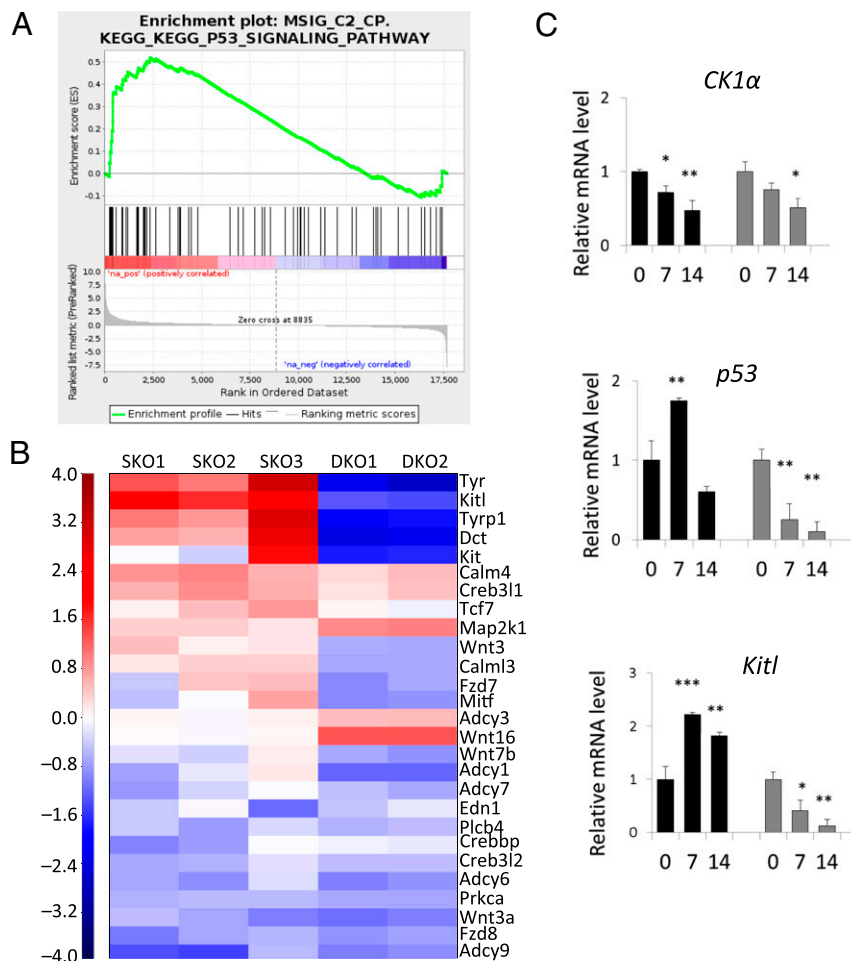 A
Enrichment plot: MSIG_C2_CP.
KEGG_KEGG_P53_SIGNALING_PATHWAY
Enrichment score (ES)
0.5
0.4
0.3
0.2
0.1
0.0
-0.1
Ranked list metric (PreRanked)
10.0
7.5
5.0
2.5
0.0
-2.5
-5.0
-7.5
'na_pos' (positively correlated)
Zero cross at 8835
'na_neg' (negatively correlated)
0 2,500 5,000 7,500 10,000 12,500 15,000 17,500
Rank in Ordered Dataset
Enrichment profile Hits Ranking metric scores
B
SKO1 SKO2 SKO3 DKO1 DKO2
4.0
3.2
2.4
1.6
0.8
0.0
−0.8
−1.6
−2.4
−3.2
−4.0
Tyr
Kitl
Tyrp1
Dct
Kit
Calm4
Creb3l1
Tcf7
Map2k1
Wnt3
Calml3
Fzd7
Mitf
Adcy3
Wnt16
Wnt7b
Adcy1
Adcy7
Edn1
Plcb4
Crebbp
Creb3l2
Adcy6
Prkca
Wnt3a
Fzd8
Adcy9
C
CK1α
Relative mRNA level
2
1
0
* ** *
0 7 14 0 7 14
p53
Relative mRNA level
2
1
0
** ** **
0 7 14 0 7 14
Kitl
Relative mRNA level
3
2
1
0
*** ** * **
0 7 14 0 7 14